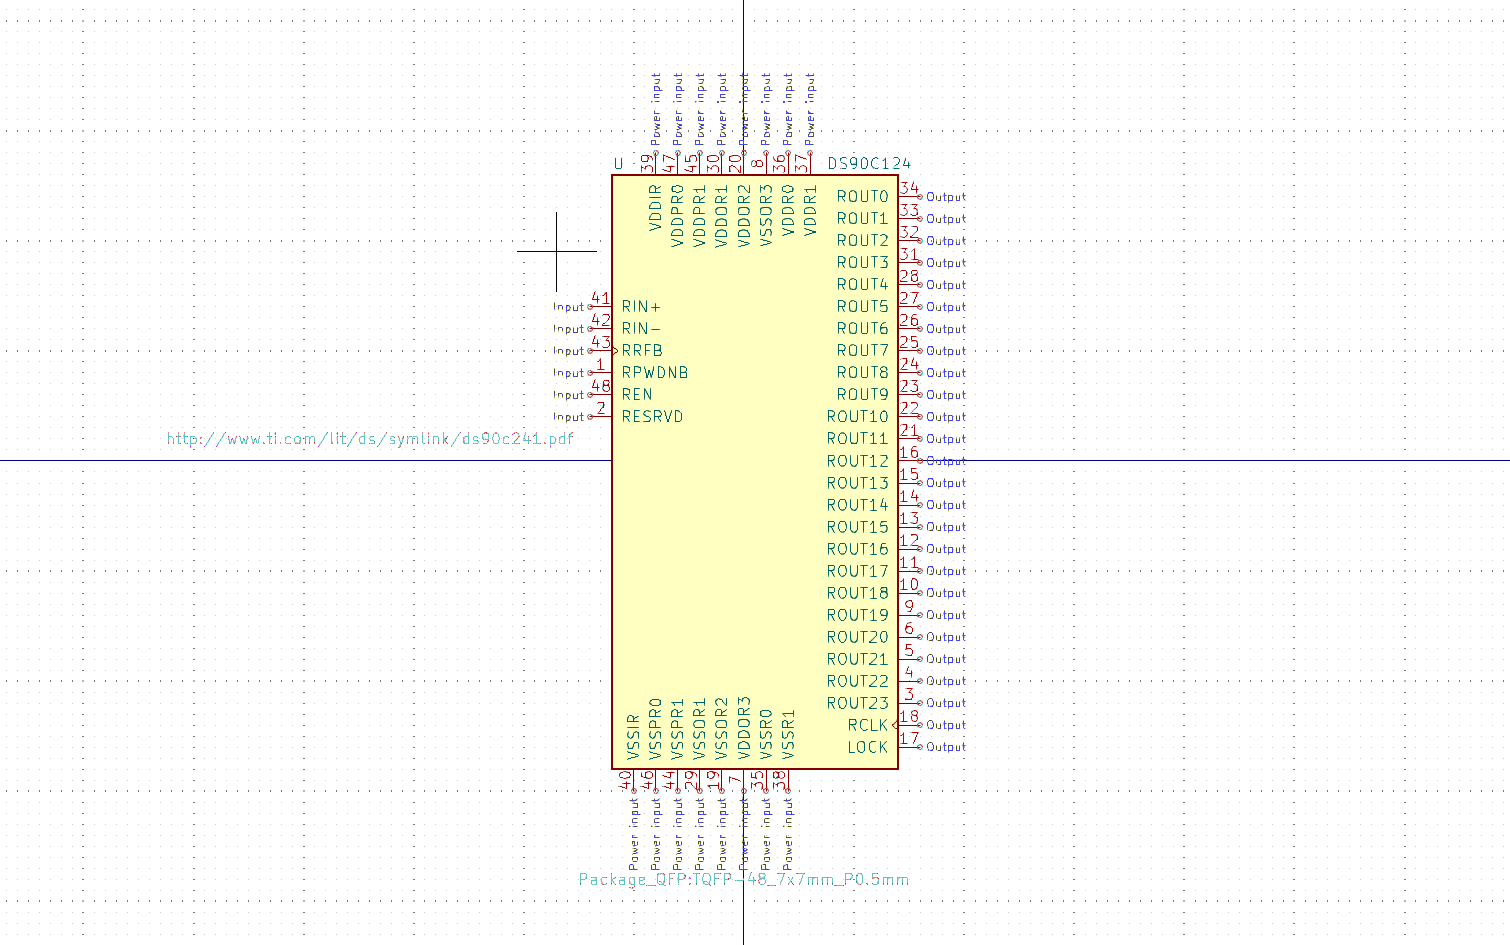 Power input Power input Power input Power input Power input Power input Power input Power input
39 47 45 30 20 8 36 37
U DS90C124
VDDIR VDDPR0 VDDPR1 VDDOR1 VDDOR2 VSSOR3 VDDR0 VDDR1
ROUT0 34 Output
ROUT1 33 Output
ROUT2 32 Output
ROUT3 31 Output
ROUT4 28 Output
Input 41 RIN+ ROUT5 27 Output
Input 42 RIN- ROUT6 26 Output
Input 43 RRFB ROUT7 25 Output
Input 1 RPWDNB ROUT8 24 Output
Input 48 REN ROUT9 23 Output
Input 2 RESRVD ROUT10 22 Output
http://www.ti.com/lit/ds/symlink/ds90c241.pdf ROUT11 21 Output
ROUT12 16 Output
ROUT13 15 Output
ROUT14 14 Output
ROUT15 13 Output
ROUT16 12 Output
ROUT17 11 Output
ROUT18 10 Output
ROUT19 9 Output
ROUT20 6 Output
ROUT21 5 Output
ROUT22 4 Output
ROUT23 3 Output
RCLK 18 Output
LOCK 17 Output
VSSIR VSSPR0 VSSPR1 VSSOR1 VSSOR2 VDDOR3 VSSR0 VSSR1
40 46 44 29 19 7 35 38
Power input Power input Power input Power input Power input Power input Power input Power input
Package_QFP:TQFP-48_7x7mm_P0.5mm